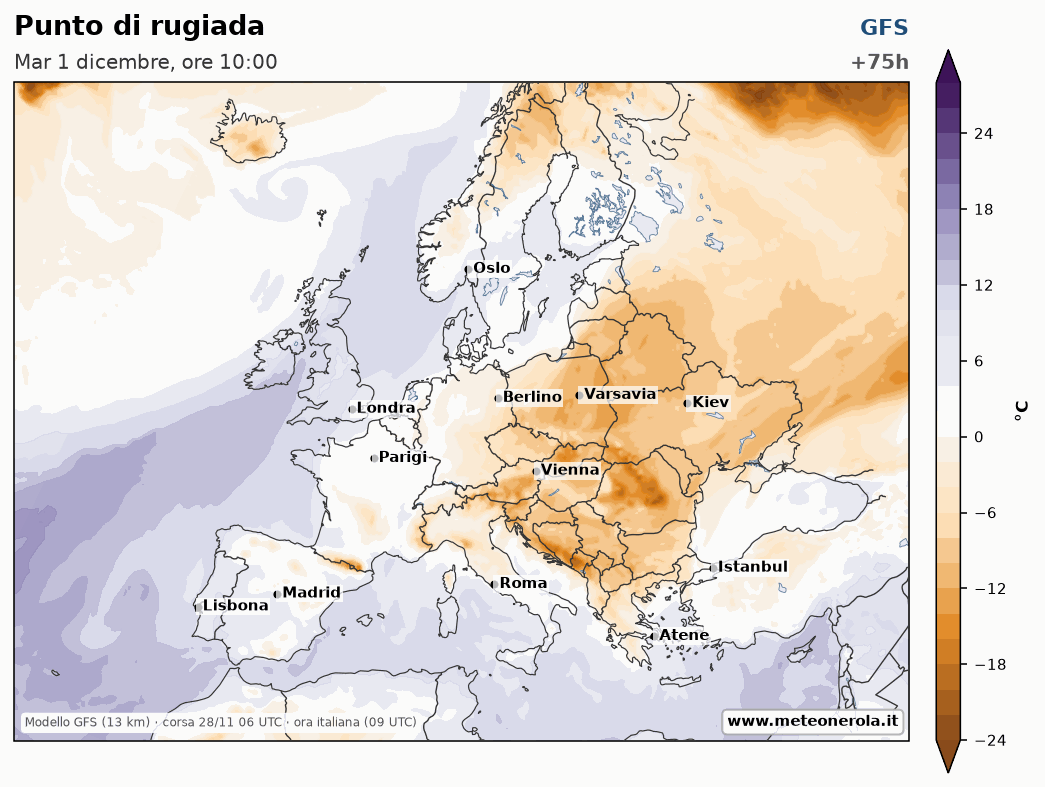 Punto di rugiada
GFS
Mar 1 dicembre, ore 10:00
+75h
24
18
12
6
0
−6
−12
−18
−24
°C
Oslo
Berlino
Varsavia
Kiev
Londra
Parigi
Vienna
Istanbul
Roma
Madrid
Lisbona
Atene
Modello GFS (13 km) · corsa 28/11 06 UTC · ora italiana (09 UTC)
www.meteonerola.it